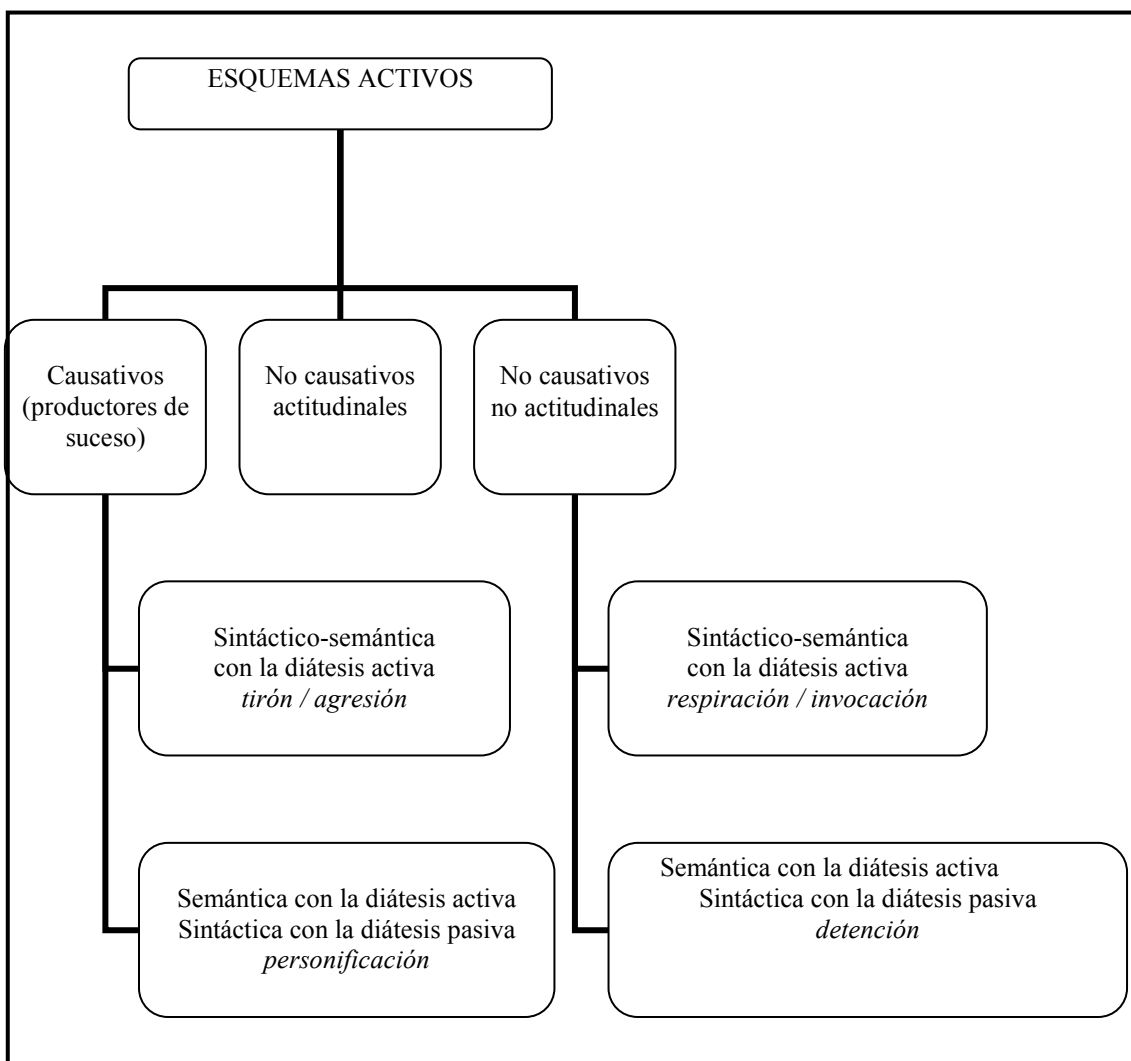 ESQUEMAS ACTIVOS
Causativos
(productores de
suceso)
No causativos
actitudinales
No causativos
no actitudinales
Sintáctico-semántica
con la diátesis activa
tirón / agresión
Sintáctico-semántica
con la diátesis activa
respiración / invocación
Semántica con la diátesis activa
Sintáctica con la diátesis pasiva
personificación
Semántica con la diátesis activa
Sintáctica con la diátesis pasiva
detención